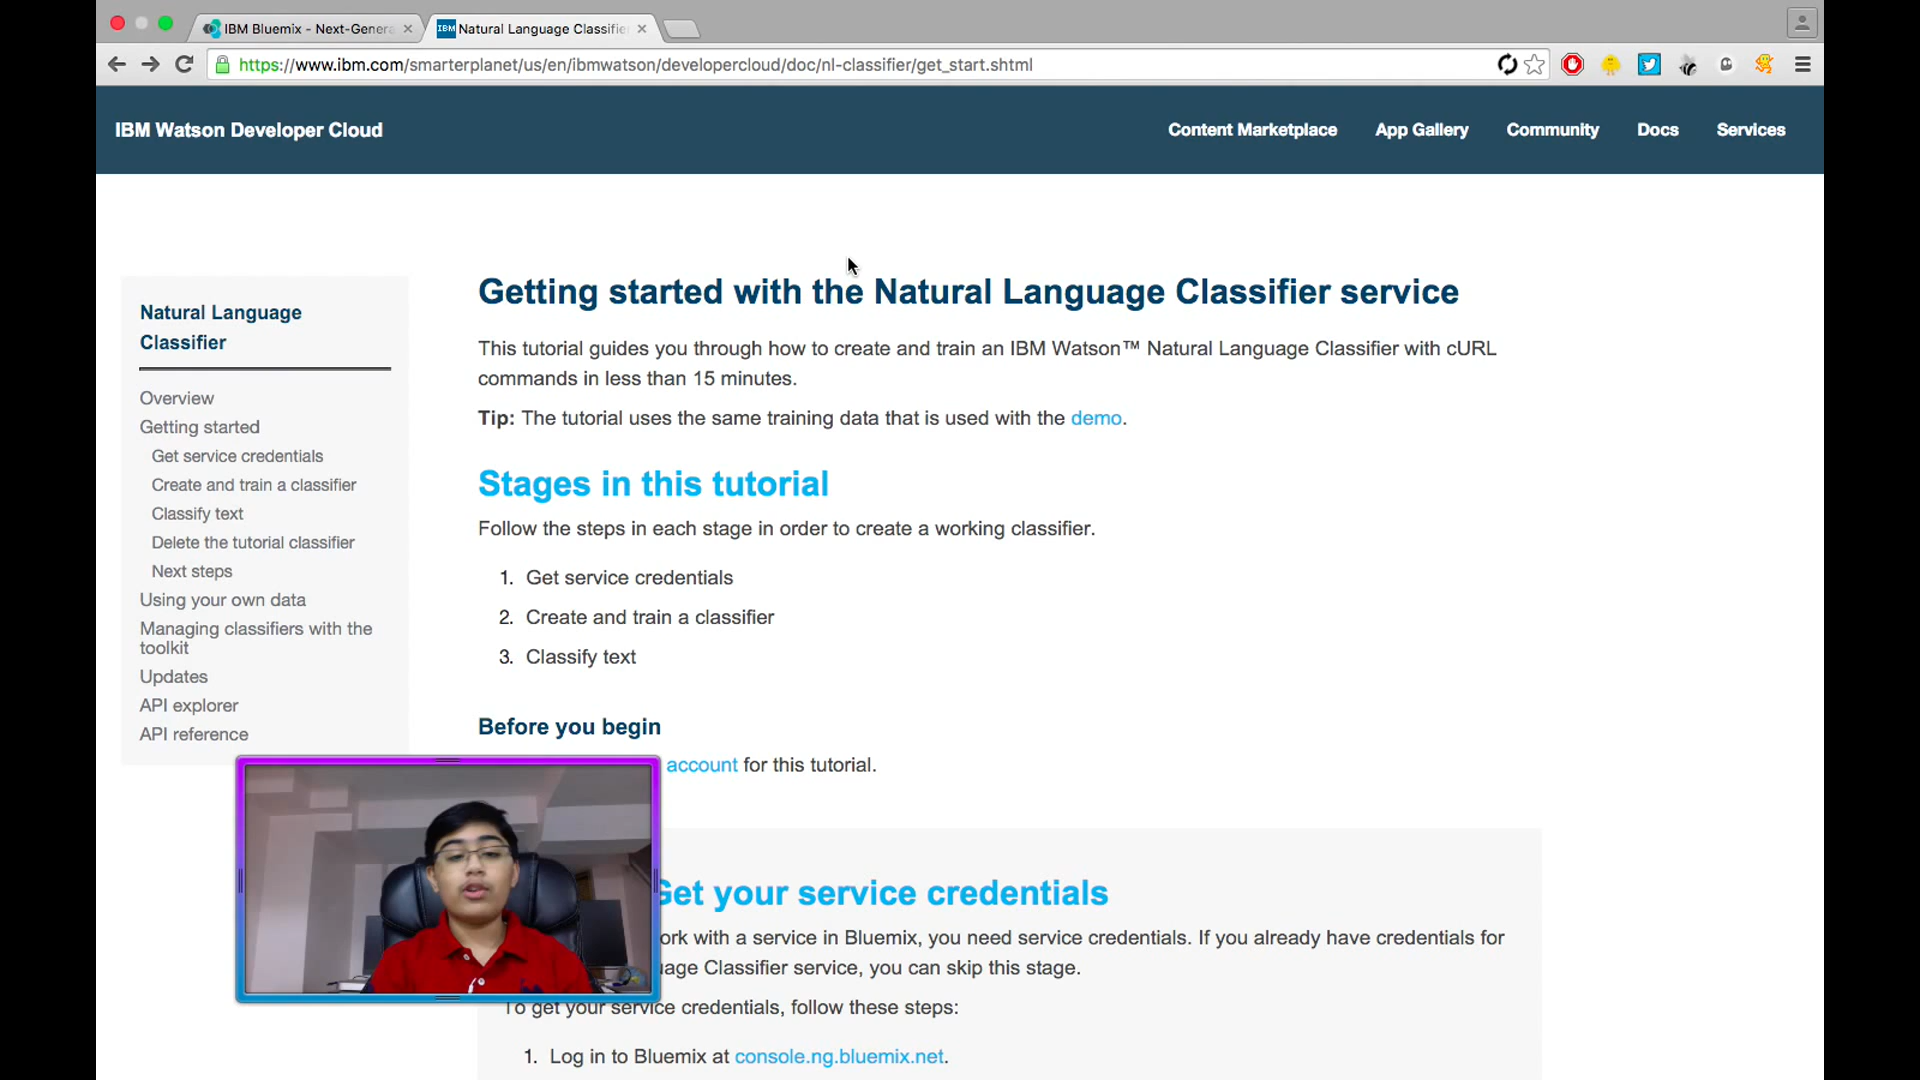 IBM Bluemix - Next-Genera
IBM Natural Language Classifie
https://www.ibm.com/smarterplanet/us/en/ibmwatson/developercloud/doc/nl-classifier/get_start.shtml
IBM Watson Developer Cloud
Content Marketplace
App Gallery
Community
Docs
Services
Natural Language
Classifier
Overview
Getting started
Get service credentials
Create and train a classifier
Classify text
Delete the tutorial classifier
Next steps
Using your own data
Managing classifiers with the
toolkit
Updates
API explorer
API reference
Getting started with the Natural Language Classifier service
This tutorial guides you through how to create and train an IBM Watson™ Natural Language Classifier with cURL
commands in less than 15 minutes.
Tip: The tutorial uses the same training data that is used with the demo.
Stages in this tutorial
Follow the steps in each stage in order to create a working classifier.
1. Get service credentials
2. Create and train a classifier
3. Classify text
Before you begin
account for this tutorial.
Get your service credentials
ork with a service in Bluemix, you need service credentials. If you already have credentials for
uage Classifier service, you can skip this stage.
To get your service credentials, follow these steps:
1. Log in to Bluemix at console.ng.bluemix.net.